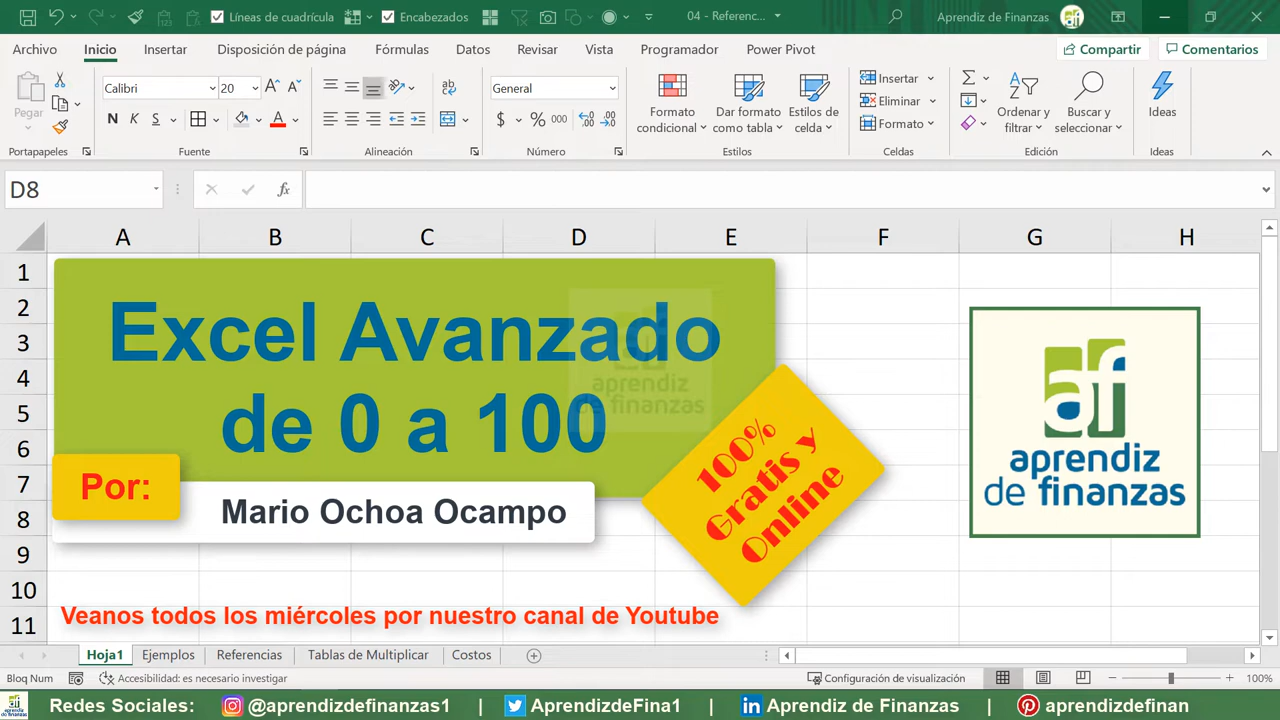 Líneas de cuadrícula
Encabezados
04 - Referenc...
Aprendiz de Finanzas
Archivo Inicio Insertar Disposición de página Fórmulas Datos Revisar Vista Programador Power Pivot Compartir Comentarios
Pegar
Calibri 20
N K S
General
$ % 000
Formato condicional
Dar formato como tabla
Estilos de celda
Insertar
Eliminar
Formato
Ordenar y filtrar
Buscar y seleccionar
Ideas
Portapapeles Fuente Alineación Número Estilos Celdas Edición Ideas
D8 fx
A B C D E F G H
1
2
3
4
5
6
7
8
9
10
11
Excel Avanzado
de 0 a 100
aprendiz
de finanzas
Por:
Mario Ochoa Ocampo
100%
Gratis y
Online
af
aprendiz
de finanzas
Veanos todos los miércoles por nuestro canal de Youtube
Hoja1 Ejemplos Referencias Tablas de Multiplicar Costos
Bloq Num Accesibilidad: es necesario investigar Configuración de visualización 100%
Redes Sociales: @aprendizdefinanzas1 | AprendizdeFina1 | Aprendiz de Finanzas | aprendizdefinan